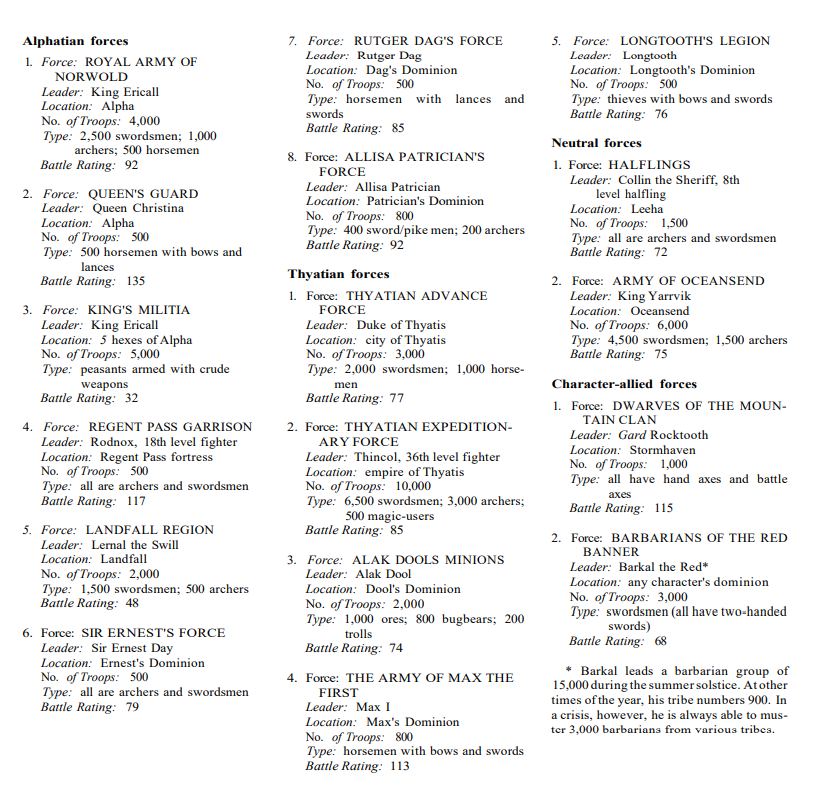 Alphatian forces
1. Force: ROYAL ARMY OF
NORWOLD
Leader: King Ericall
Location: Alpha
No. of Troops: 4,000
Type: 2,500 swordsmen; 1,000
archers; 500 horsemen
Battle Rating: 92
2. Force: QUEEN'S GUARD
Leader: Queen Christina
Location: Alpha
No. of Troops: 500
Type: 500 horsemen with bows and
lances
Battle Rating: 135
3. Force: KING'S MILITIA
Leader: King Ericall
Location: 5 hexes of Alpha
No. of Troops: 5,000
Type: peasants armed with crude
weapons
Battle Rating: 32
4. Force: REGENT PASS GARRISON
Leader: Rodnox, 18th level fighter
Location: Regent Pass fortress
No. of Troops: 500
Type: all are archers and swordsmen
Battle Rating: 117
5. Force: LANDFALL REGION
Leader: Lernal the Swill
Location: Landfall
No. of Troops: 2,000
Type: 1,500 swordsmen; 500 archers
Battle Rating: 48
6. Force: SIR ERNEST'S FORCE
Leader: Sir Ernest Day
Location: Ernest's Dominion
No. of Troops: 500
Type: all are archers and swordsmen
Battle Rating: 79
7. Force: RUTGER DAG'S FORCE
Leader: Rutger Dag
Location: Dag's Dominion
No. of Troops: 500
Type: horsemen with lances and
swords
Battle Rating: 85
8. Force: ALLISA PATRICIAN'S
FORCE
Leader: Allisa Patrician
Location: Patrician's Dominion
No. of Troops: 800
Type: 400 sword/pike men; 200 archers
Battle Rating: 92
Thyatian forces
1. Force: THYATIAN ADVANCE
FORCE
Leader: Duke of Thyatis
Location: city of Thyatis
No. of Troops: 3,000
Type: 2,000 swordsmen; 1,000 horse-
men
Battle Rating: 77
2. Force: THYATIAN EXPEDITION-
ARY FORCE
Leader: Thincol, 36th level fighter
Location: empire of Thyatis
No. of Troops: 10,000
Type: 6,500 swordsmen; 3,000 archers;
500 magic-users
Battle Rating: 85
3. Force: ALAK DOOLS MINIONS
Leader: Alak Dool
Location: Dool's Dominion
No. of Troops: 2,000
Type: 1,000 ores; 800 bugbears; 200
trolls
Battle Rating: 74
4. Force: THE ARMY OF MAX THE
FIRST
Leader: Max I
Location: Max's Dominion
No. of Troops: 800
Type: horsemen with bows and swords
Battle Rating: 113
5. Force: LONGTOOTH'S LEGION
Leader: Longtooth
Location: Longtooth's Dominion
No. of Troops: 500
Type: thieves with bows and swords
Battle Rating: 76
Neutral forces
1. Force: HALFLINGS
Leader: Collin the Sheriff, 8th
level halfling
Location: Leeha
No. of Troops: 1,500
Type: all are archers and swordsmen
Battle Rating: 72
2. Force: ARMY OF OCEANSEND
Leader: King Yarrvik
Location: Oceansend
No. of Troops: 6,000
Type: 4,500 swordsmen; 1,500 archers
Battle Rating: 75
Character-allied forces
1. Force: DWARVES OF THE MOUN-
TAIN CLAN
Leader: Gard Rocktooth
Location: Stormhaven
No. of Troops: 1,000
Type: all have hand axes and battle
axes
Battle Rating: 115
2. Force: BARBARIANS OF THE RED
BANNER
Leader: Barkal the Red*
Location: any character's dominion
No. of Troops: 3,000
Type: swordsmen (all have two-handed
swords)
Battle Rating: 68
* Barkal leads a barbarian group of
15,000 during the summer solstice. At other
times of the year, his tribe numbers 900. In
a crisis, however, he is always able to mus-
ter 3,000 barbarians from various tribes.